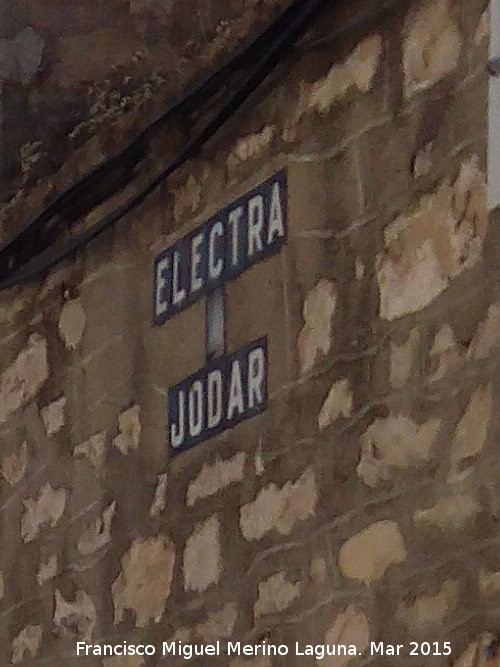 ELECTRA
JODAR
Francisco Miguel Merino Laguna. Mar 2015